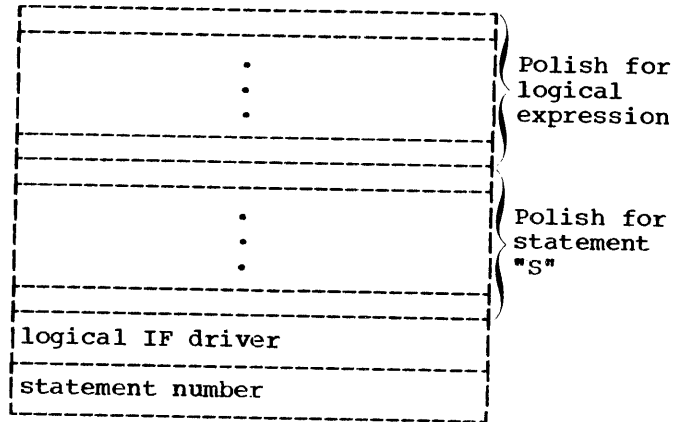 Polish for
logical
expression
Polish for
statement
"S"
logical IF driver
statement number